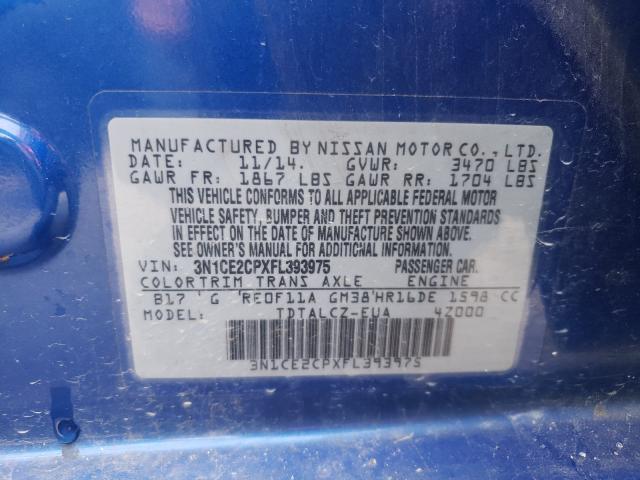 MANUFACTURED BY NISSAN MOTOR CO., LTD.
DATE: 11/14. GVWR: 3470 LBS
GAWR FR: 1867 LBS GAWR RR: 1704 LBS
THIS VEHICLE CONFORMS TO ALL APPLICABLE FEDERAL MOTOR
VEHICLE SAFETY, BUMPER AND THEFT PREVENTION STANDARDS
IN EFFECT ON THE DATE OF MANUFACTURE SHOWN ABOVE.
SEE OWNER'S MANUAL FOR ADDITIONAL INFORMATION.
VIN: 3N1CE2CPXFL393975 PASSENGER CAR.
COLOR TRIM TRANS AXLE ENGINE
B17 G RE0F11A GM38 HR16DE 1598 CC
MODEL: TDTALCZ-EUA 4Z000
3N1CE2CPXFL393975